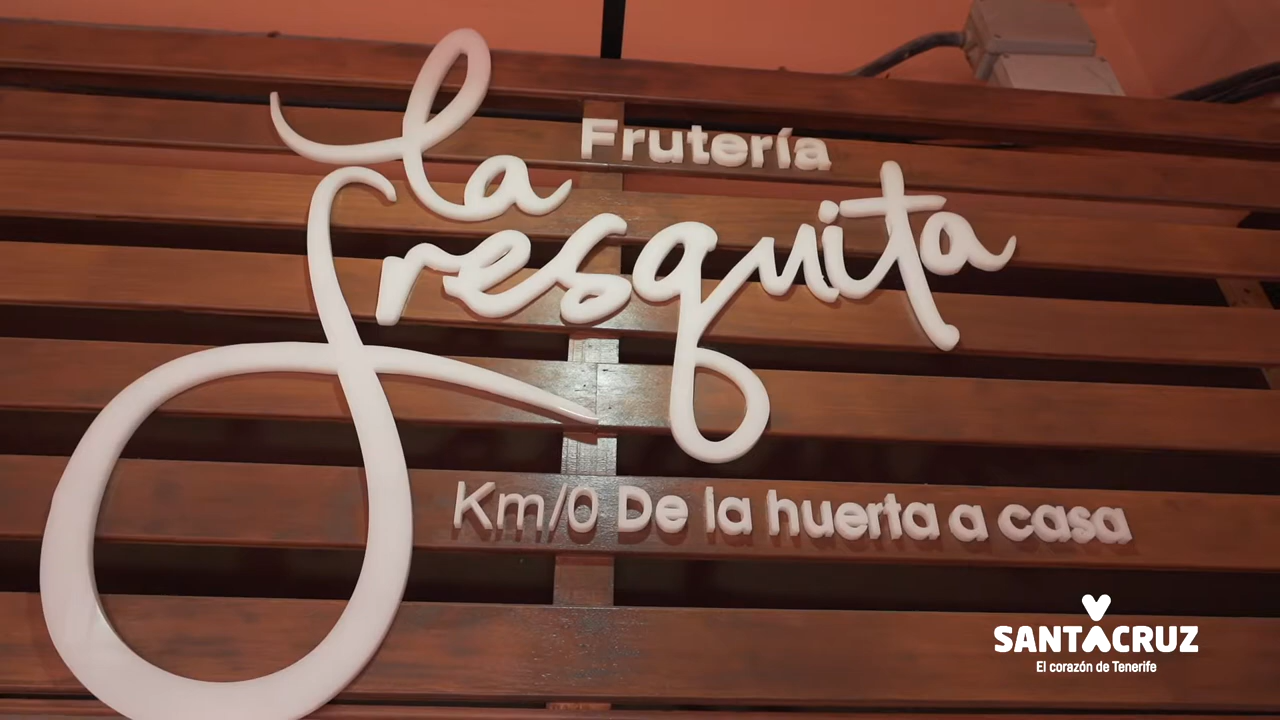 Frutería
La
Fresquita
Km/0 De la huerta a casa
SANTACRUZ
El corazón de Tenerife